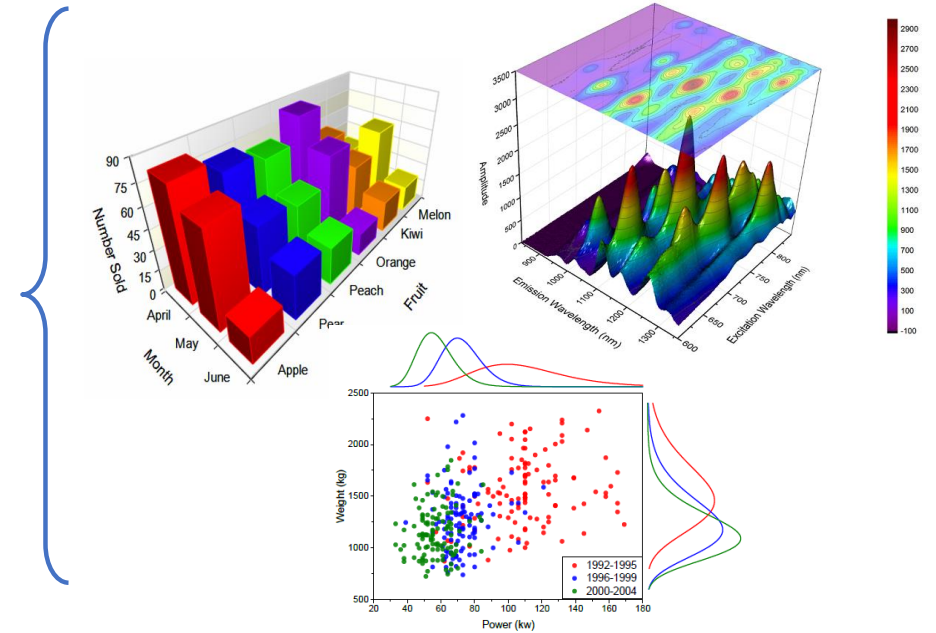 90
75
60
45
30
15
0
Number Sold
April
May
June
Month
Apple
Peach
Orange
Kiwi
Melon
Fruit
3500
3000
2500
2000
1500
1000
500
0
Amplitude
900
1000
1100
1200
1300
Emission Wavelength (nm)
600
650
700
750
800
Excitation Wavelength (nm)
2900
2700
2500
2300
2100
1900
1700
1500
1300
1100
900
700
500
300
100
-100
2500
2000
1500
1000
500
Weight (kg)
20 40 60 80 100 120 140 160 180
Power (kw)
1992-1995
1996-1999
2000-2004